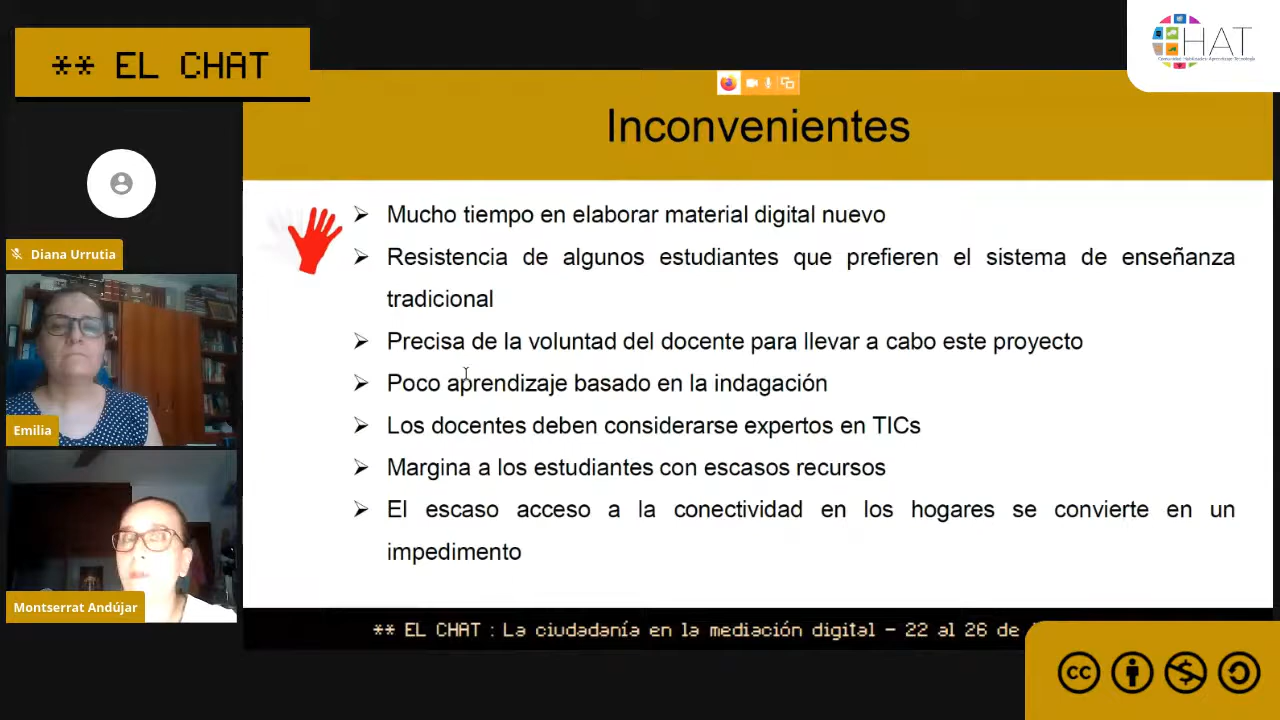 ** EL CHAT
HAT
Inconvenientes
Mucho tiempo en elaborar material digital nuevo
Resistencia de algunos estudiantes que prefieren el sistema de enseñanza
tradicional
Precisa de la voluntad del docente para llevar a cabo este proyecto
Poco aprendizaje basado en la indagación
Los docentes deben considerarse expertos en TICs
Margina a los estudiantes con escasos recursos
El escaso acceso a la conectividad en los hogares se convierte en un
impedimento
Diana Urrutia
Emilia
Montserrat Andújar
** EL CHAT : La ciudadanía en la mediación digital – 22 al 26 de
cc